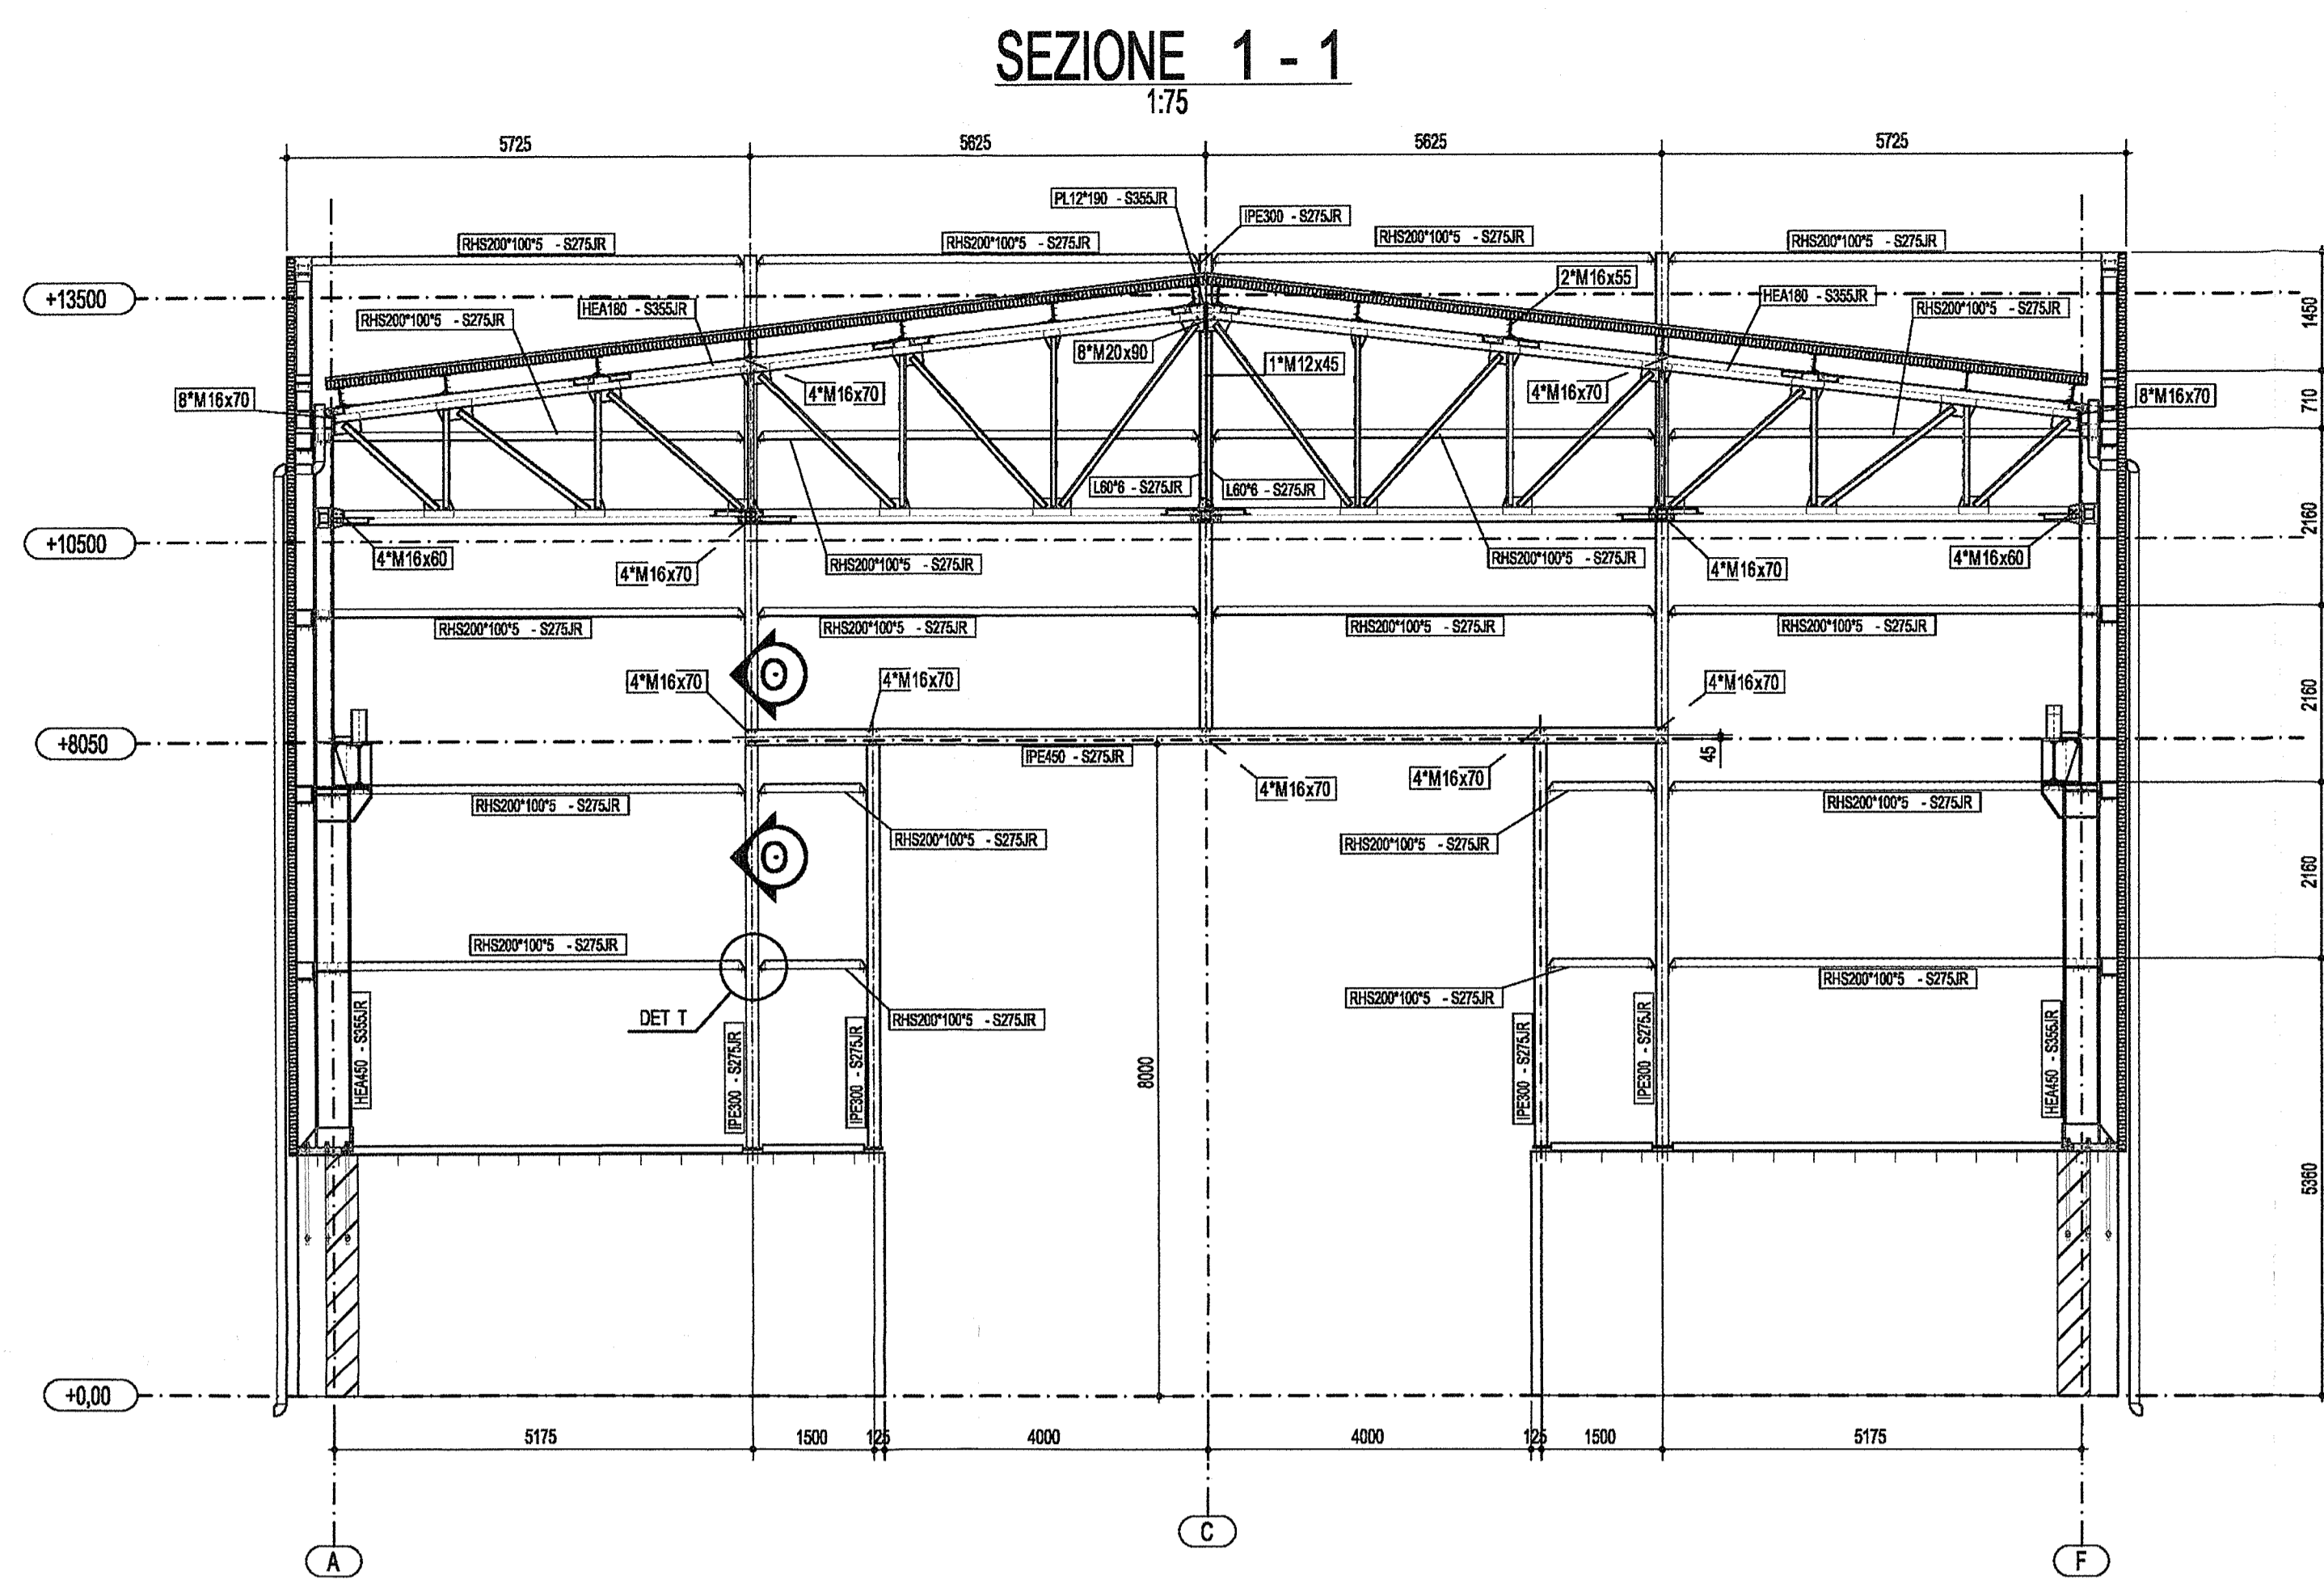 SEZIONE 1 - 1
1:75
5725 5625 5625 5725
PL12*190 - S355JR
IPE300 - S275JR
RHS200*100*5 - S275JR
RHS200*100*5 - S275JR
RHS200*100*5 - S275JR
RHS200*100*5 - S275JR
+13500
2*M16x55
HEA180 - S355JR
HEA180 - S355JR
RHS200*100*5 - S275JR
RHS200*100*5 - S275JR
1450
8*M20x90
1*M12x45
8*M16x70
4*M16x70
4*M16x70
8*M16x70
710
L60*6 - S275JR
L60*6 - S275JR
2160
+10500
4*M16x60
4*M16x70
RHS200*100*5 - S275JR
RHS200*100*5 - S275JR
4*M16x70
4*M16x60
RHS200*100*5 - S275JR
RHS200*100*5 - S275JR
RHS200*100*5 - S275JR
RHS200*100*5 - S275JR
O
4*M16x70
4*M16x70
4*M16x70
2160
+8050
IPE450 - S275JR
45
4*M16x70
4*M16x70
RHS200*100*5 - S275JR
RHS200*100*5 - S275JR
RHS200*100*5 - S275JR
RHS200*100*5 - S275JR
O
2160
RHS200*100*5 - S275JR
RHS200*100*5 - S275JR
RHS200*100*5 - S275JR
RHS200*100*5 - S275JR
DET T
HEA450 - S355JR
IPE300 - S275JR
IPE300 - S275JR
8000
IPE300 - S275JR
IPE300 - S275JR
HEA450 - S355JR
5360
+0,00
5175 1500 125 4000 4000 125 1500 5175
A C F